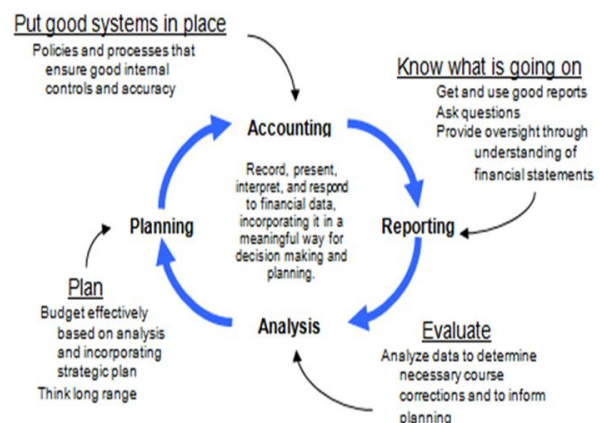 Put good systems in place
Policies and processes that
ensure good internal
controls and accuracy
Know what is going on
Get and use good reports
Ask questions
Provide oversight through
understanding of
financial statements
Accounting
Record, present,
interpret, and respond
to financial data,
incorporating it in a
meaningful way for
decision making and
planning.
Planning
Reporting
Plan
Budget effectively
based on analysis
and incorporating
strategic plan
Think long range
Analysis
Evaluate
Analyze data to determine
necessary course
corrections and to inform
planning